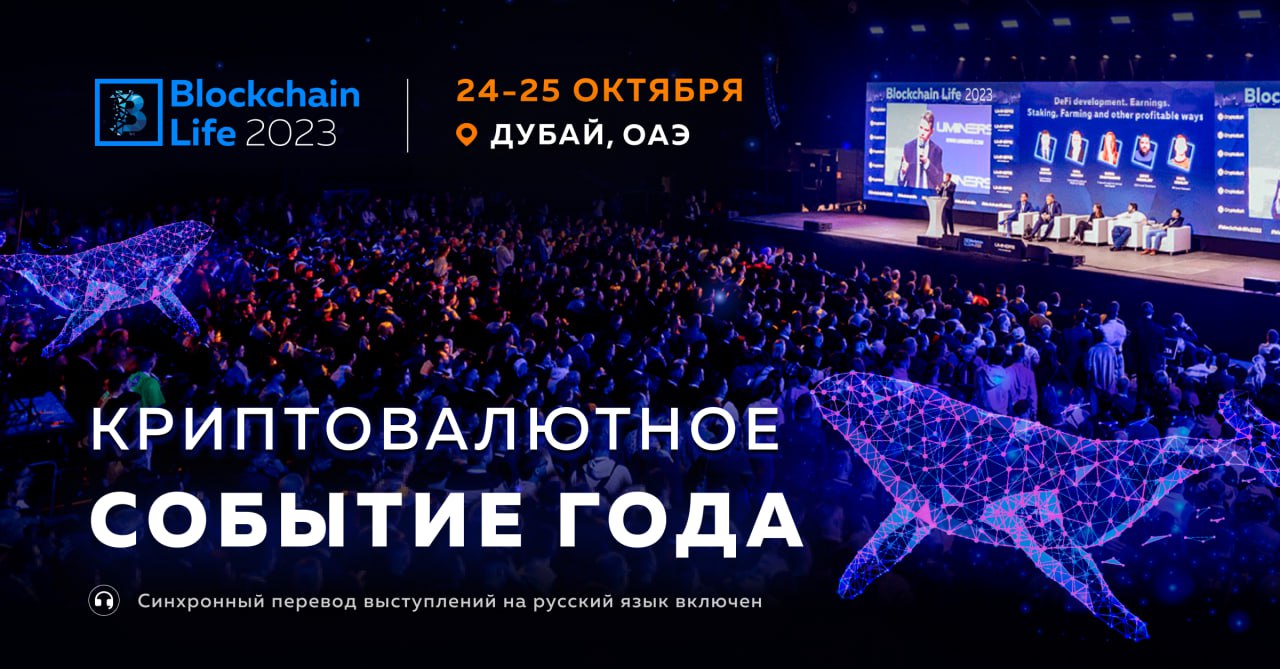 Blockchain
Life 2023
24-25 ОКТЯБРЯ
ДУБАЙ, ОАЭ
Blockchain Life 2023
UMINERS
DeFi development. Earnings.
Staking, Farming and other profitable ways
КРИПТОВАЛЮТНОЕ
СОБЫТИЕ ГОДА
Синхронный перевод выступлений на русский язык включен